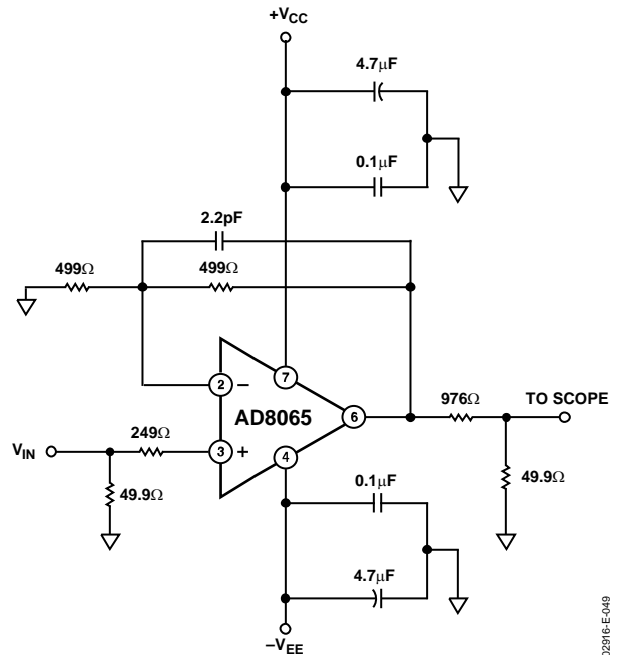 +VCC
4.7μF
0.1μF
2.2pF
499Ω
499Ω
2
−
7
AD8065
6
976Ω
TO SCOPE
VIN
249Ω
3
+
4
49.9Ω
49.9Ω
0.1μF
4.7μF
−VEE
02916-E-049